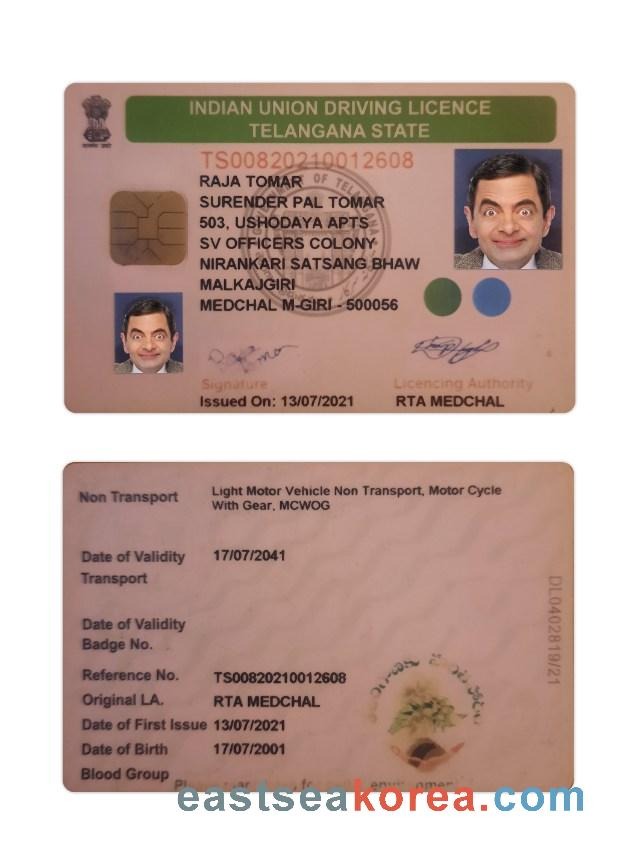 INDIAN UNION DRIVING LICENCE
TELANGANA STATE
TS00820210012608
RAJA TOMAR
SURENDER PAL TOMAR
503, USHODAYA APTS
SV OFFICERS COLONY
NIRANKARI SATSANG BHAW
MALKAJGIRI
MEDCHAL M-GIRI - 500056
Signature
Licencing Authority
Issued On: 13/07/2021
RTA MEDCHAL
Non Transport
Light Motor Vehicle Non Transport, Motor Cycle
With Gear, MCWOG
Date of Validity 17/07/2041
Transport
Date of Validity
Badge No.
Reference No. TS00820210012608
Original LA. RTA MEDCHAL
Date of First Issue 13/07/2021
Date of Birth 17/07/2001
Blood Group
DL0402819/21
eastseakorea.com